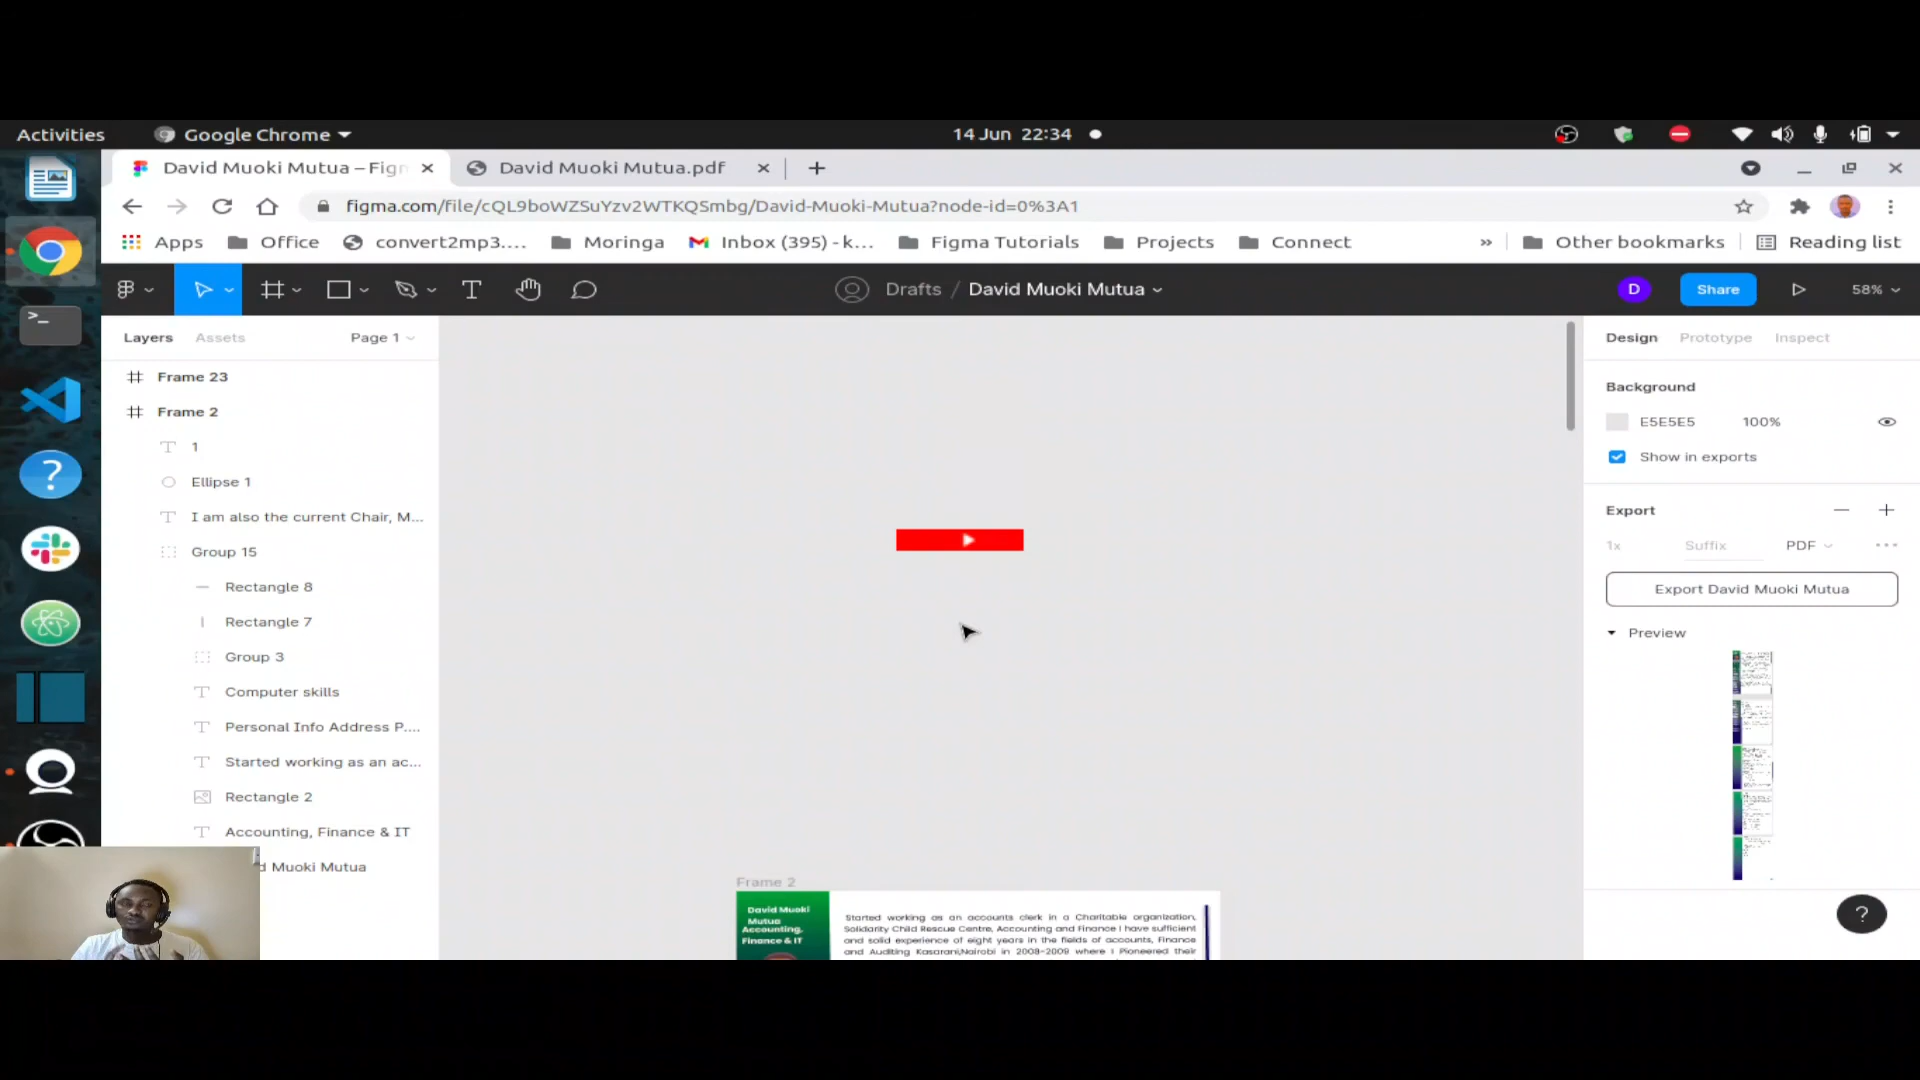 Activities
Google Chrome
14 Jun 22:34
David Muoki Mutua – Figm
David Muoki Mutua.pdf
figma.com/file/cQL9boWZSuYzv2WTKQSmbg/David-Muoki-Mutua?node-id=0%3A1
Apps
Office
convert2mp3....
Moringa
Inbox (395) - k...
Figma Tutorials
Projects
Connect
»
Other bookmarks
Reading list
Drafts / David Muoki Mutua
D
Share
58%
Layers
Assets
Page 1
Frame 23
Frame 2
1
Ellipse 1
I am also the current Chair, M...
Group 15
Rectangle 8
Rectangle 7
Group 3
Computer skills
Personal Info Address P....
Started working as an ac...
Rectangle 2
Accounting, Finance & IT
d Muoki Mutua
Frame 2
David Muoki
Mutua
Accounting,
Finance & IT
Started working as an accounts clerk in a Charitable organization,
Solidarity Child Rescue Centre, Accounting and Finance I have sufficient
and solid experience of eight years in the fields of accounts, Finance
and Auditing Kasarani,Nairobi in 2008-2009 where I Pioneered their
Design
Prototype
Inspect
Background
E5E5E5
100%
Show in exports
Export
1x
Suffix
PDF
Export David Muoki Mutua
Preview
?